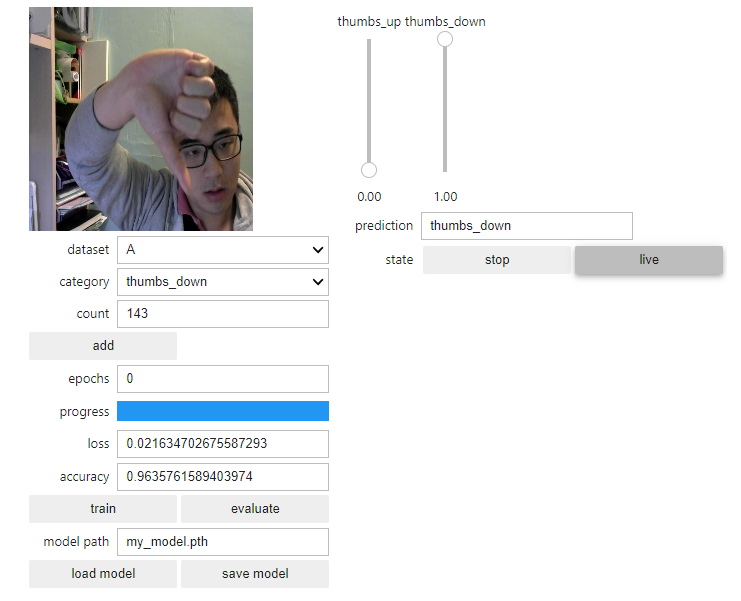 thumbs_up thumbs_down
0.00 1.00
prediction thumbs_down
state stop live
dataset A
category thumbs_down
count 143
add
epochs 0
progress
loss 0.021634702675587293
accuracy 0.9635761589403974
train evaluate
model path my_model.pth
load model save model